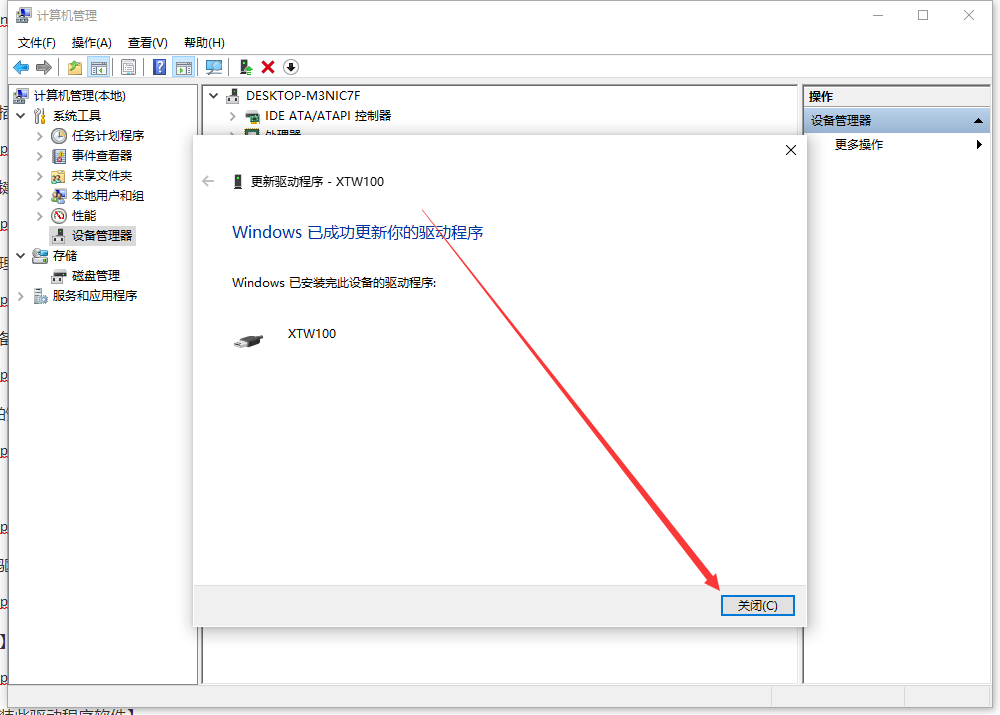 计算机管理
文件(F) 操作(A) 查看(V) 帮助(H)
计算机管理(本地)
系统工具
任务计划程序
事件查看器
共享文件夹
本地用户和组
性能
设备管理器
存储
磁盘管理
服务和应用程序
DESKTOP-M3NIC7F
IDE ATA/ATAPI 控制器
处理器
操作
设备管理器
更多操作
更新驱动程序 - XTW100
Windows 已成功更新你的驱动程序
Windows 已安装完此设备的驱动程序:
XTW100
关闭(C)